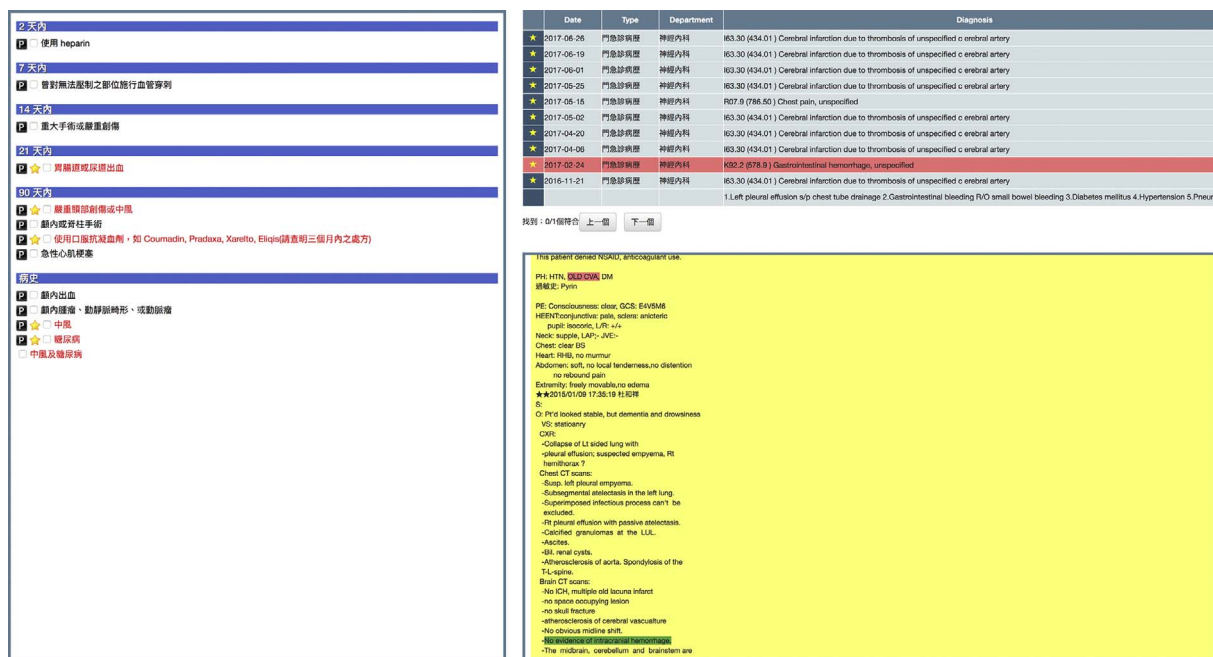 2 天內
P 使用 heparin
7 天內
P 曾對無法壓制之部位施行血管穿刺
14 天內
P 重大手術或嚴重創傷
21 天內
P 胃腸道或尿道出血
90 天內
P 嚴重頭部創傷或中風
P 顱內或脊柱手術
P 使用口服抗凝血劑，如 Coumadin, Pradaxa, Xarelto, Eliqis(請查明三個月內之處方)
P 急性心肌梗塞
病史
P 顱內出血
P 顱內腫瘤、動靜脈畸形、或動脈瘤
P 中風
P 糖尿病
中風及糖尿病
Date Type Department Diagnosis
2017-06-26 門急診病歷 神經內科 I63.30 (434.01 ) Cerebral infarction due to thrombosis of unspecified c erebral artery
2017-06-19 門急診病歷 神經內科 I63.30 (434.01 ) Cerebral infarction due to thrombosis of unspecified c erebral artery
2017-06-01 門急診病歷 神經內科 I63.30 (434.01 ) Cerebral infarction due to thrombosis of unspecified c erebral artery
2017-05-25 門急診病歷 神經內科 I63.30 (434.01 ) Cerebral infarction due to thrombosis of unspecified c erebral artery
2017-05-15 門急診病歷 神經內科 R07.9 (786.50 ) Chest pain, unspecified
2017-05-02 門急診病歷 神經內科 I63.30 (434.01 ) Cerebral infarction due to thrombosis of unspecified c erebral artery
2017-04-20 門急診病歷 神經內科 I63.30 (434.01 ) Cerebral infarction due to thrombosis of unspecified c erebral artery
2017-04-06 門急診病歷 神經內科 I63.30 (434.01 ) Cerebral infarction due to thrombosis of unspecified c erebral artery
2017-02-24 門急診病歷 神經內科 K92.2 (578.9 ) Gastrointestinal hemorrhage, unspecified
2016-11-21 門急診病歷 神經內科 I63.30 (434.01 ) Cerebral infarction due to thrombosis of unspecified c erebral artery
1.Left pleural effusion s/p chest tube drainage 2.Gastrointestinal bleeding R/O small bowel bleeding 3.Diabetes mellitus 4.Hypertension 5.Pneur
找到：0/1個符合 上一個 下一個
This patient denied NSAID, anticoagulant use.
PH: HTN, OLD CVA, DM
過敏史: Pyrin
PE: Consciousness: clear, GCS: E4V5M6
HEENT:conjunctiva: pale, sclera: anicteric
pupil: isocoric, L/R: +/+
Neck: supple, LAP;- JVE:-
Chest: clear BS
Heart: RHB, no murmur
Abdomen: soft, no local tenderness,no distention
no rebound pain
Extremity: freely movable,no edema
★★2015/01/09 17:35:19 杜和祥
S:
O: Pt'd looked stable, but dementia and drowsiness
VS: statioanry
CXR:
-Collapse of Lt sided lung with
-pleural effusion; suspected empyema, Rt
hemithorax ?
Chest CT scans:
-Susp. left pleural empyema.
-Subsegmental atelectasis in the left lung.
-Superimposed infectious process can't be
excluded.
-Rt pleural effusion with passive atelectasis.
-Calcified granulomas at the LUL.
-Ascites.
-Bil. renal cysts.
-Atherosclerosis of aorta. Spondylosis of the
T-L-spine.
Brain CT scans:
-No ICH, multiple old lacuna infarct
-no space occupying lesion
-no skull fracture
-atherosclerosis of cerebral vascualture
-No obvious midline shift.
-No evidence of intracranial hemorrhage.
-The midbrain, cerebellum and brainstem are